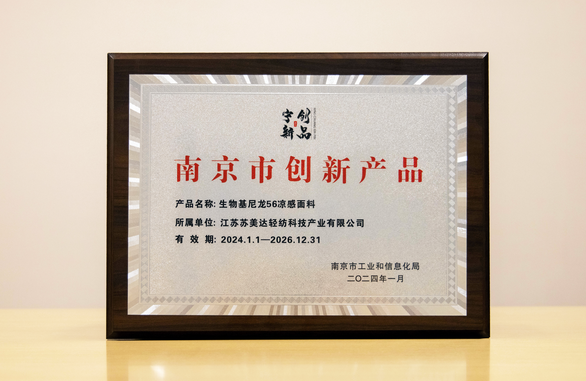 宁创
新品
南京市创新产品
产品名称: 生物基尼龙56凉感面料
所属单位: 江苏苏美达轻纺科技产业有限公司
有 效 期: 2024.1.1—2026.12.31
南京市工业和信息化局
二〇二四年一月